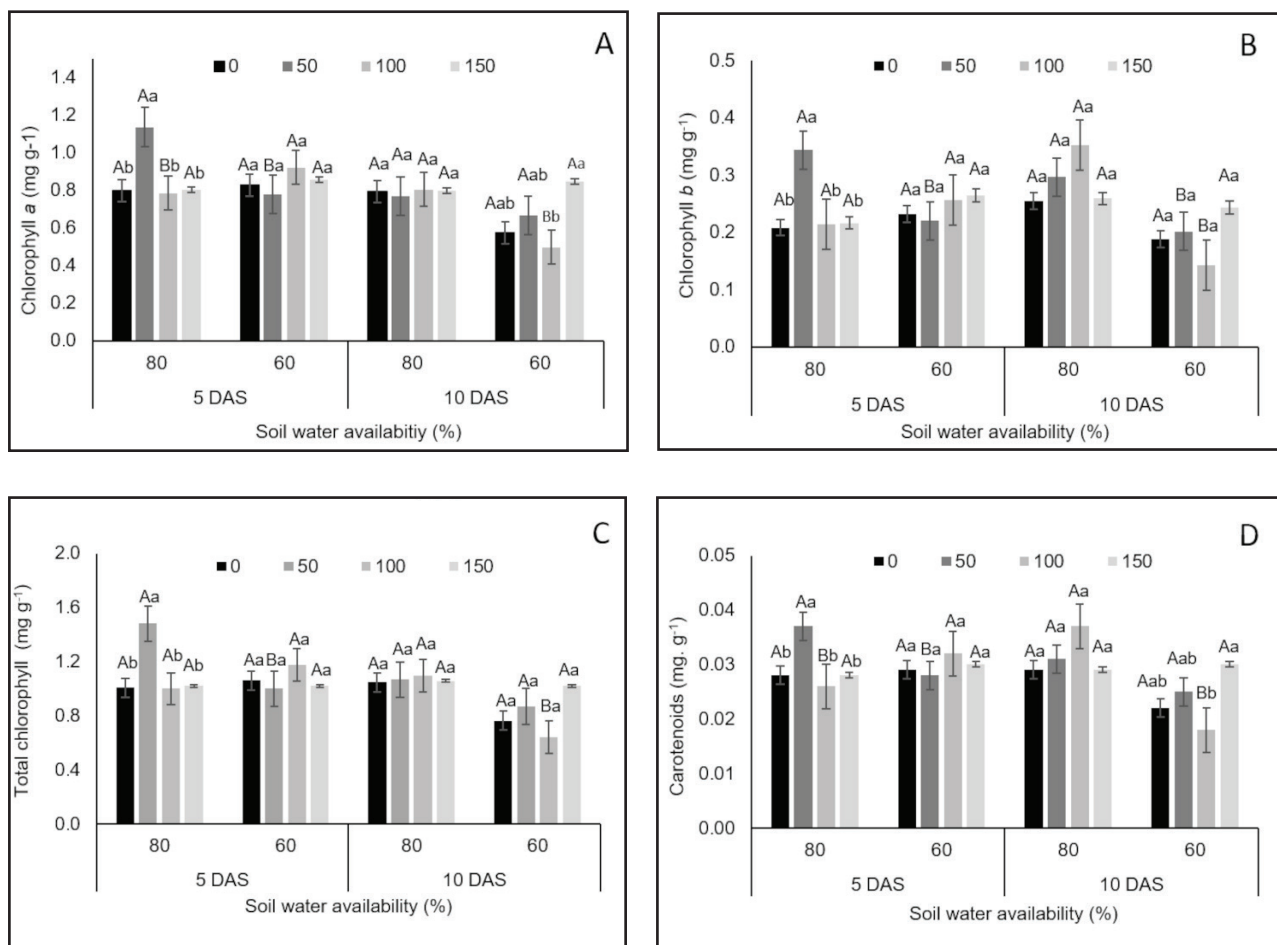 A
0 50 100 150
Chlorophyll a (mg g-1)
1.4
1.2
1.0
0.8
0.6
0.4
0.2
0.0
Ab Aa Bb Ab Aa Ba Aa Aa Aa Aa Aa Aa Aab Aab Bb Aa
80 60 80 60
5 DAS 10 DAS
Soil water availabitiy (%)
B
0 50 100 150
Chlorophyll b (mg g-1)
0.5
0.4
0.3
0.2
0.1
0.0
Ab Aa Ab Ab Aa Ba Aa Aa Aa Aa Aa Aa Aa Ba Ba Aa
80 60 80 60
5 DAS 10 DAS
Soil water availability (%)
C
0 50 100 150
Total chlorophyll (mg g-1)
2.0
1.6
1.2
0.8
0.4
0.0
Ab Aa Ab Ab Aa Ba Aa Aa Aa Aa Aa Aa Aa Aa Ba Aa
80 60 80 60
5 DAS 10 DAS
Soil water availability (%)
D
0 50 100 150
Carotenoids (mg. g-1)
0.05
0.04
0.03
0.02
0.01
0.00
Ab Aa Bb Ab Aa Ba Aa Aa Aa Aa Aa Aa Aab Aab Bb Aa
80 60 80 60
5 DAS 10 DAS
Soil water availability (%)